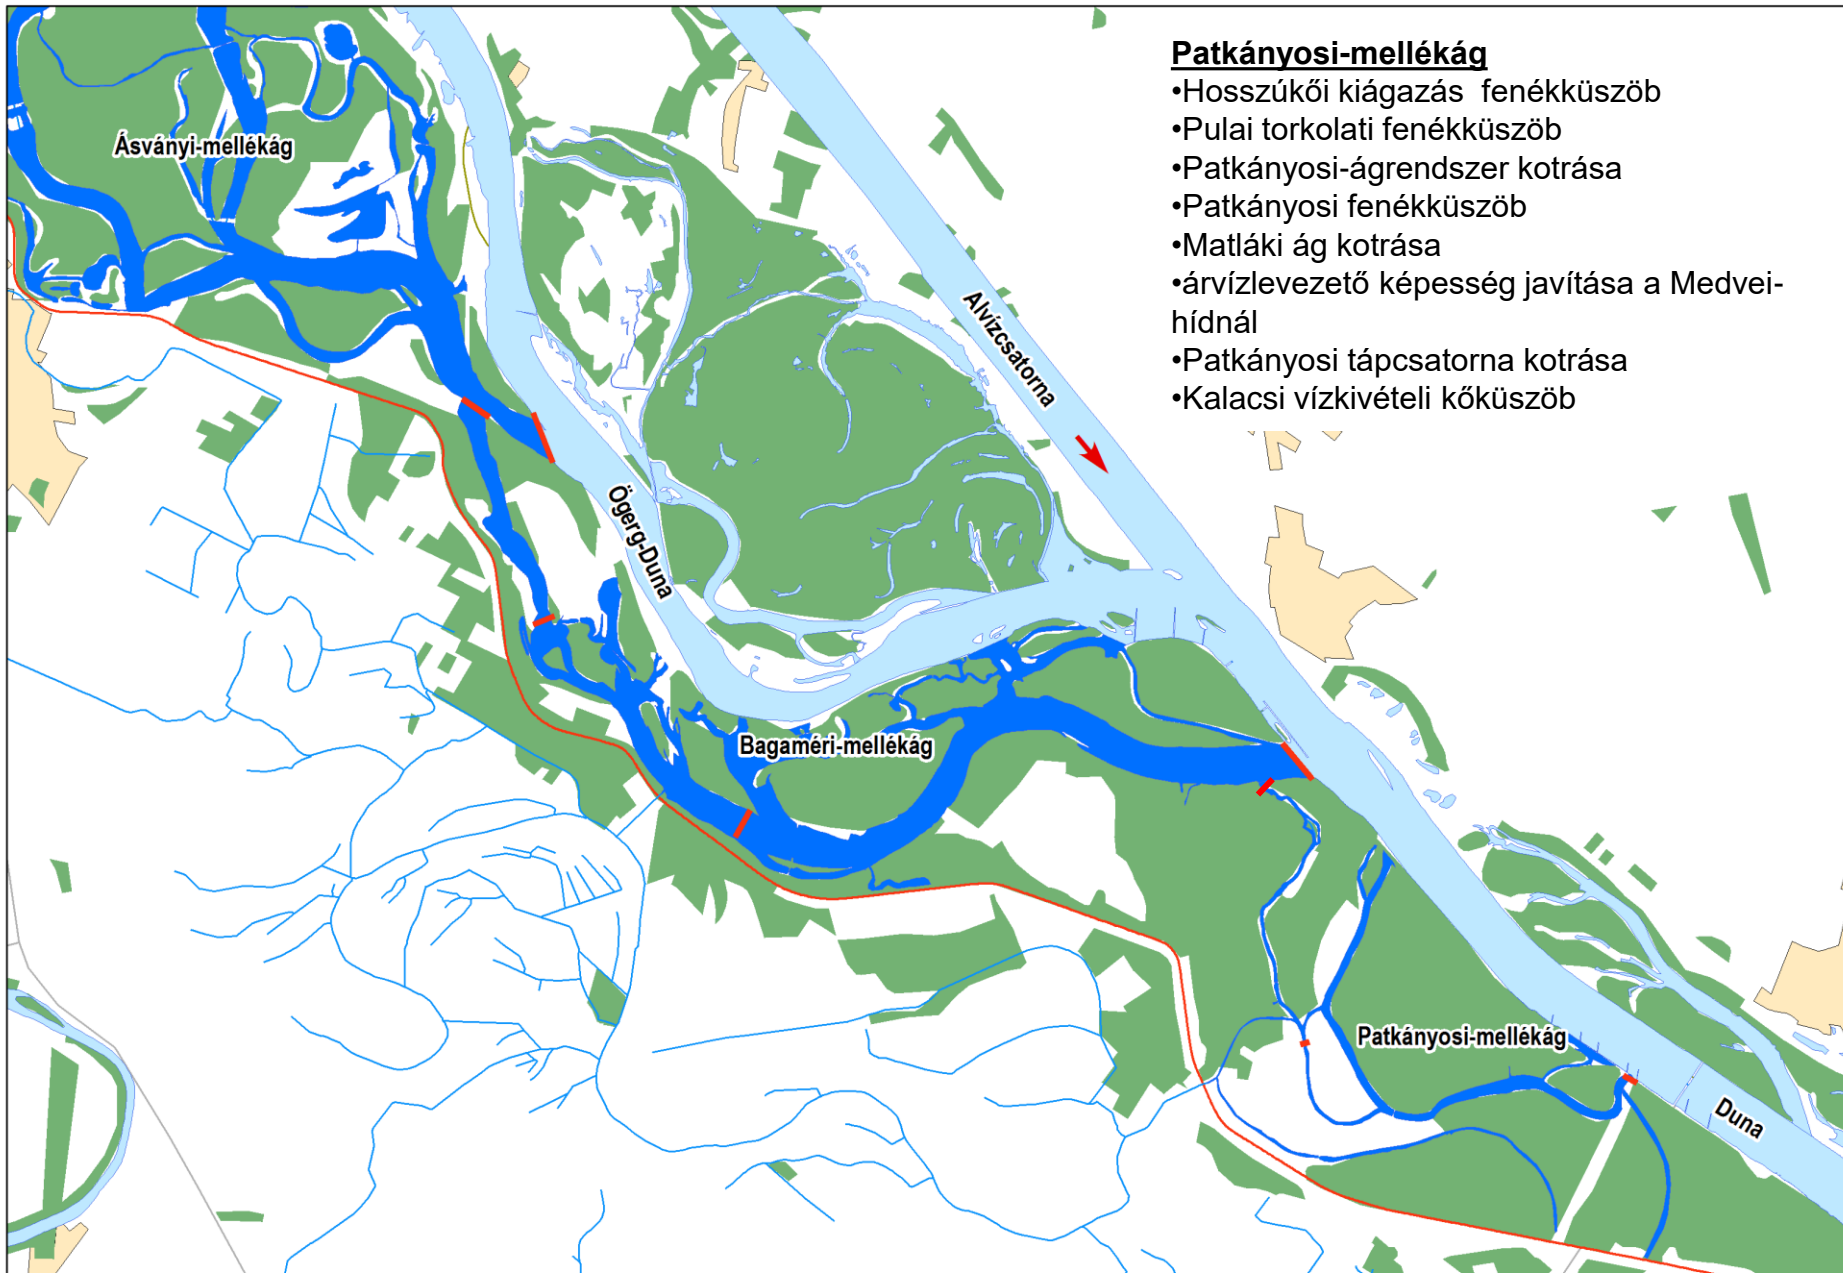 Patkányosi-mellékág
•Hosszúkői kiágazás  fenékküszöb
•Pulai torkolati fenékküszöb
•Patkányosi-ágrendszer kotrása
•Patkányosi fenékküszöb
•Matláki ág kotrása
•árvízlevezető képesség javítása a Medvei-
hídnál
•Patkányosi tápcsatorna kotrása
•Kalacsi vízkivételi kőküszöb
Ásványi-mellékág
Alvízcsatorna
Ögerg-Duna
Bagaméri-mellékág
Patkányosi-mellékág
Duna